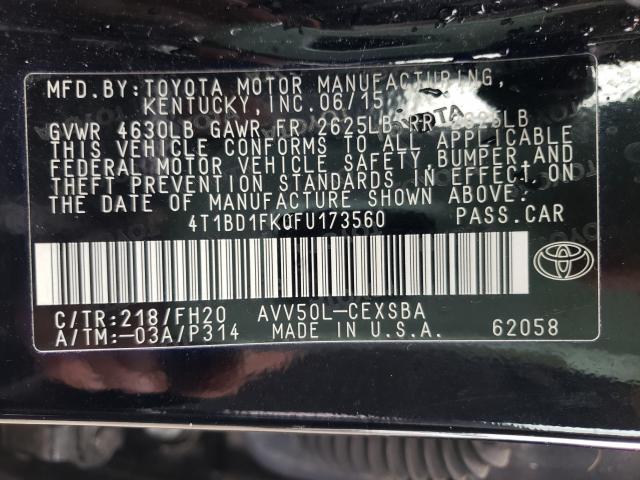 MFD.BY:TOYOTA MOTOR MANUFACTURING,
KENTUCKY, INC. 06/15
GVWR 4630LB GAWR FR 2625LB RR
THIS VEHICLE CONFORMS TO ALL APPLICABLE
FEDERAL MOTOR VEHICLE SAFETY, BUMPER, AND
THEFT PREVENTION STANDARDS IN EFFECT ON
THE DATE OF MANUFACTURE SHOWN ABOVE.
4T1BD1FK0FU173560 PASS.CAR
C/TR:218/FH20 AVV50L-CEXSBA
A/TM:-03A/P314 MADE IN U.S.A. 62058
TOYOTA